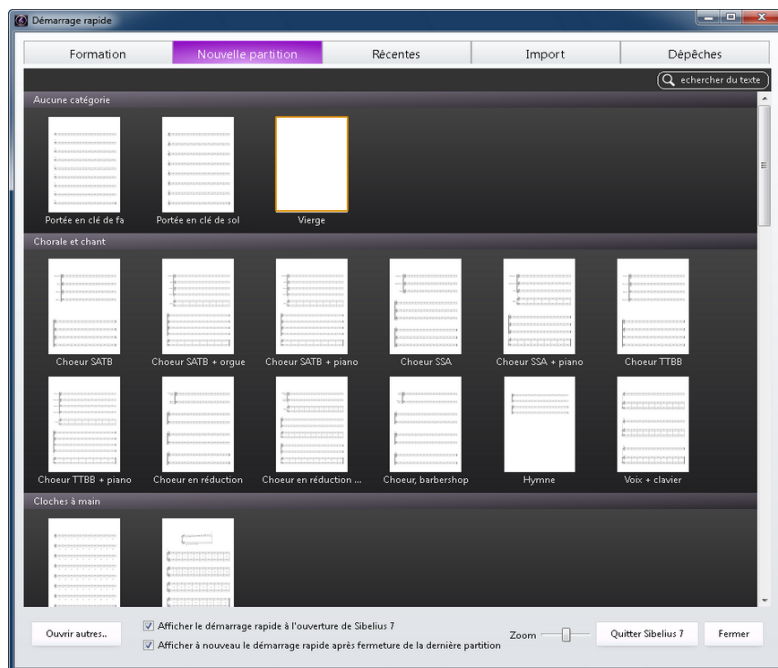 Démarrage rapide
Formation
Nouvelle partition
Récentes
Import
Dépêches
echercher du texte
Aucune catégorie
Portée en clé de fa
Portée en clé de sol
Vierge
Chorale et chant
Choeur SATB
Choeur SATB + orgue
Choeur SATB + piano
Choeur SSA
Choeur SSA + piano
Choeur TTBB
Choeur TTBB + piano
Choeur en réduction
Choeur en réduction ...
Choeur, barbershop
Hymne
Voix + clavier
Cloches à main
Ouvrir autres..
Afficher le démarrage rapide à l'ouverture de Sibelius 7
Afficher à nouveau le démarrage rapide après fermeture de la dernière partition
Zoom
Quitter Sibelius 7
Fermer